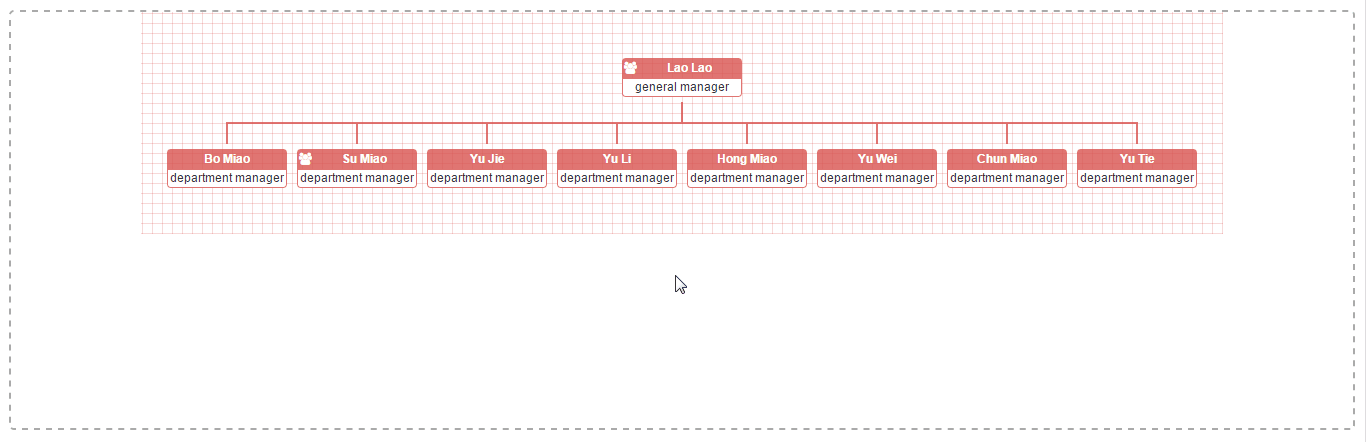 Lao Lao
general manager
Bo Miao
department manager
Su Miao
department manager
Yu Jie
department manager
Yu Li
department manager
Hong Miao
department manager
Yu Wei
department manager
Chun Miao
department manager
Yu Tie
department manager